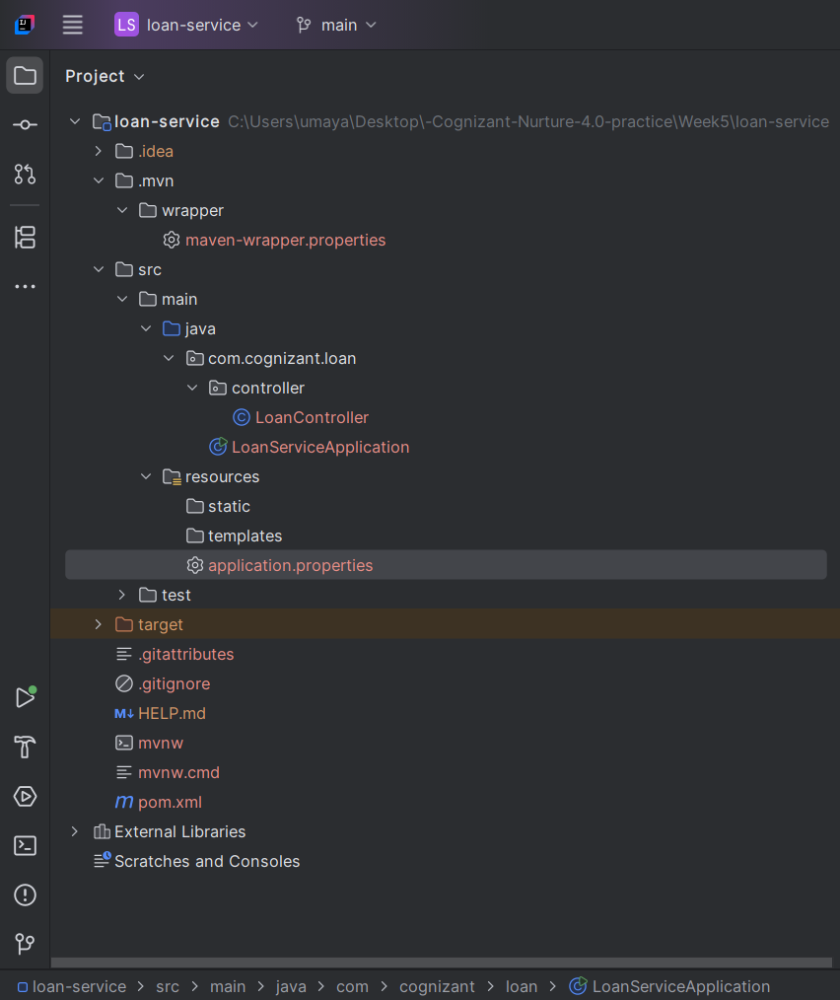 LS loan-service main
Project
loan-service C:\Users\umaya\Desktop\-Cognizant-Nurture-4.0-practice\Week5\loan-service
.idea
.mvn
wrapper
maven-wrapper.properties
src
main
java
com.cognizant.loan
controller
C LoanController
C LoanServiceApplication
resources
static
templates
application.properties
test
target
.gitattributes
.gitignore
M↓ HELP.md
mvnw
mvnw.cmd
m pom.xml
External Libraries
Scratches and Consoles
loan-service > src > main > java > com > cognizant > loan > C LoanServiceApplication